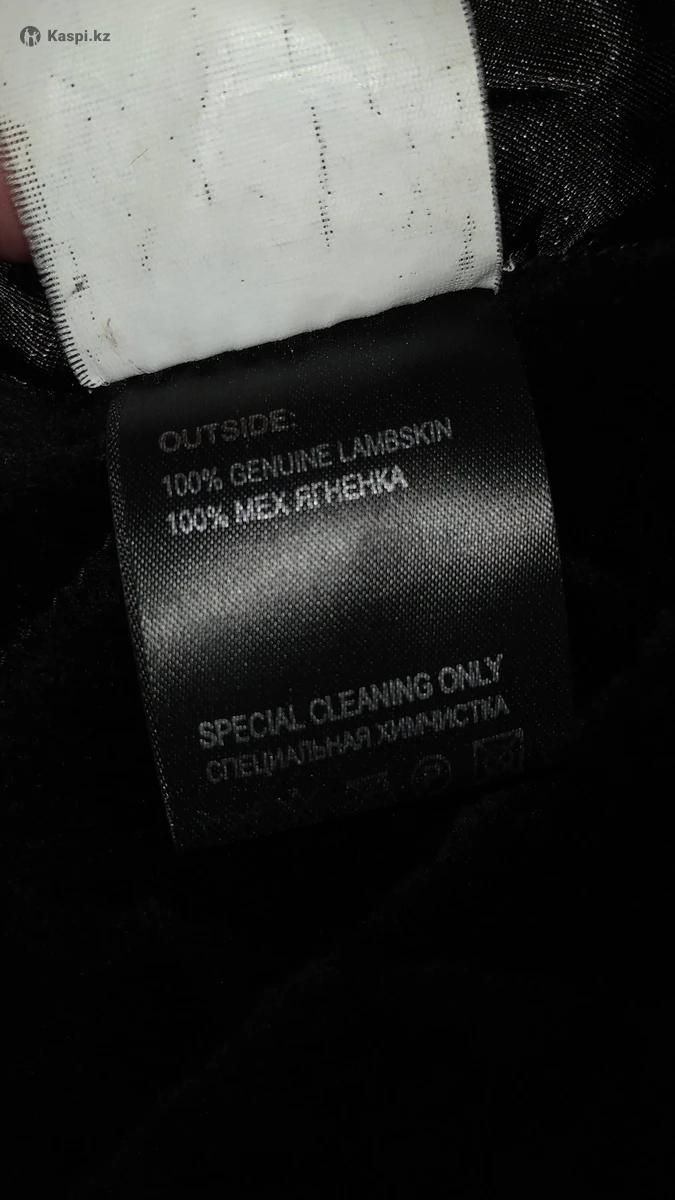 Kaspi.kz
OUTSIDE:
100% GENUINE LAMBSKIN
100% МЕХ ЯГНЕНКА
SPECIAL CLEANING ONLY
СПЕЦИАЛЬНАЯ ХИМЧИСТКА
P